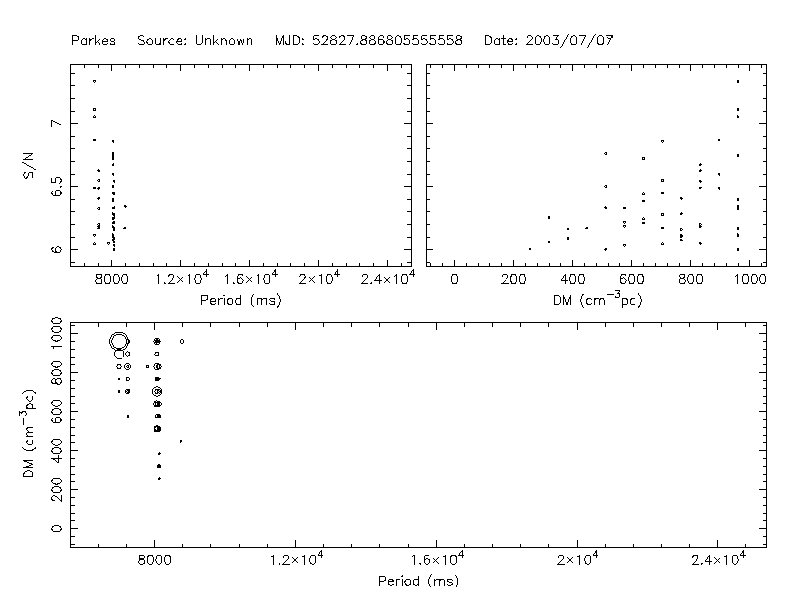 Parkes Source: Unknown MJD: 52827.886805555558 Date: 2003/07/07
S/N
7
6.5
6
8000 1.2×10⁴ 1.6×10⁴ 2×10⁴ 2.4×10⁴
Period (ms)
0 200 400 600 800 1000
DM (cm⁻³pc)
DM (cm⁻³pc)
1000
800
600
400
200
0
8000 1.2×10⁴ 1.6×10⁴ 2×10⁴ 2.4×10⁴
Period (ms)